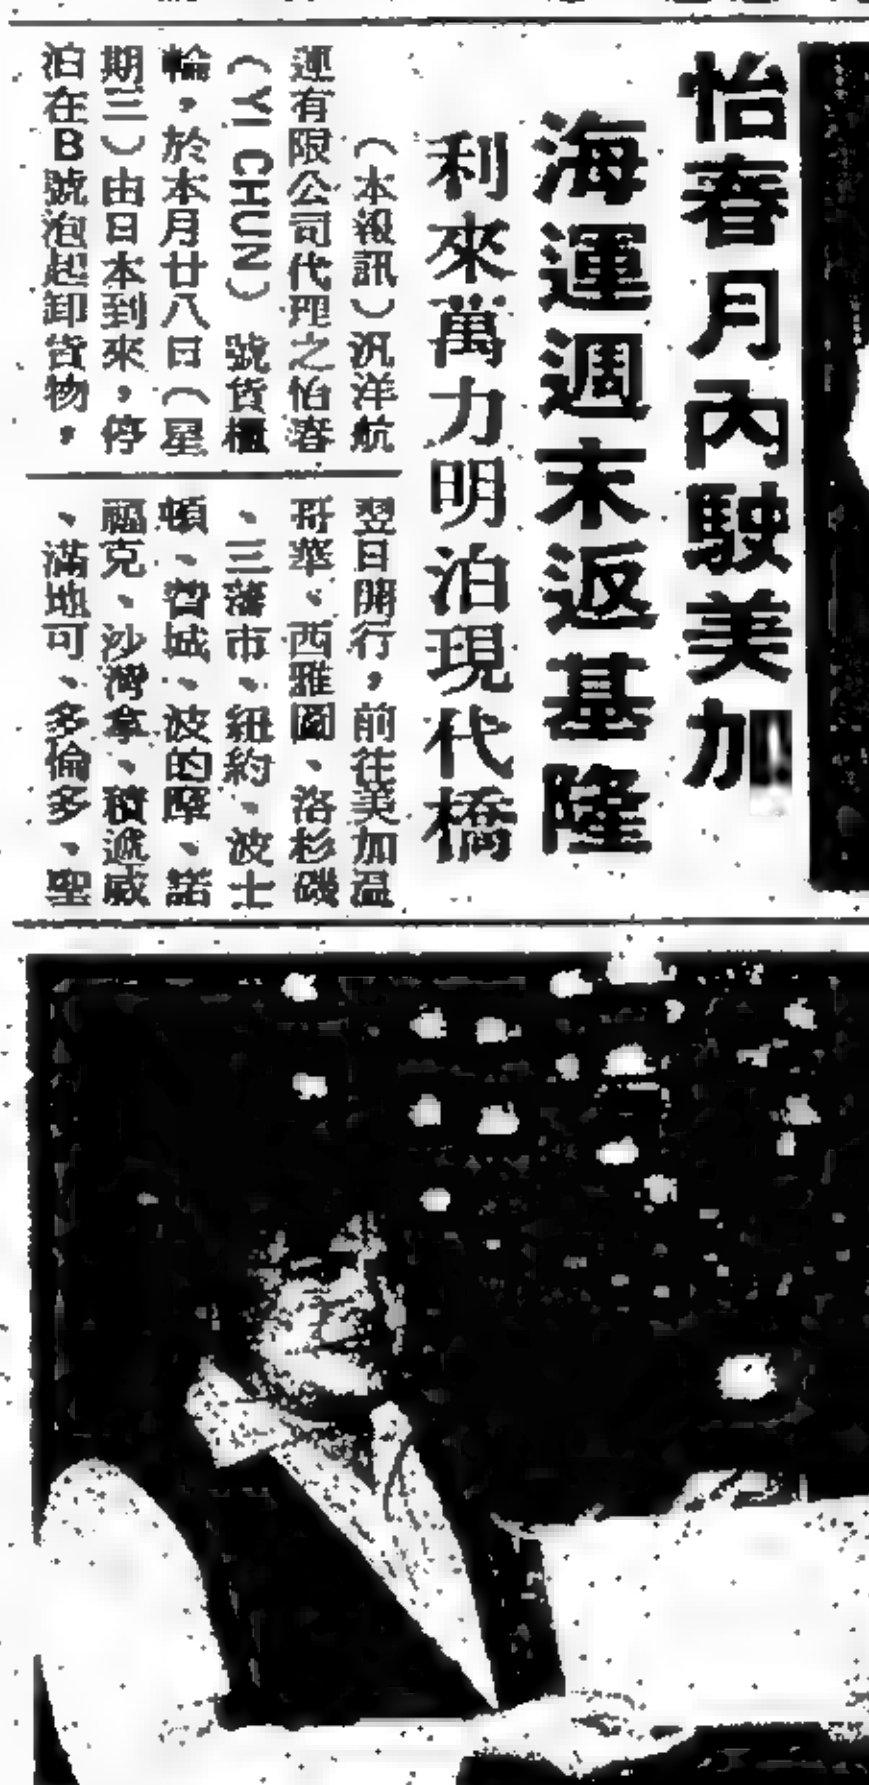 怡春月內駛美加
海運週末返基隆
利來萬力明泊現代橋
（本報訊）汎洋航
運有限公司代理之怡春
（YI CHUN）號貨櫃
輪，於本月廿八日（星
期三）由日本到來，停
泊在B號泡起卸貨物，
翌日開行，前往美加温
哥華、西雅圖、洛杉磯
、三藩市、紐約、波士
頓、費城、波的摩、諾
福克、沙灣拿、積遜威
、滿地可、多倫多、聖